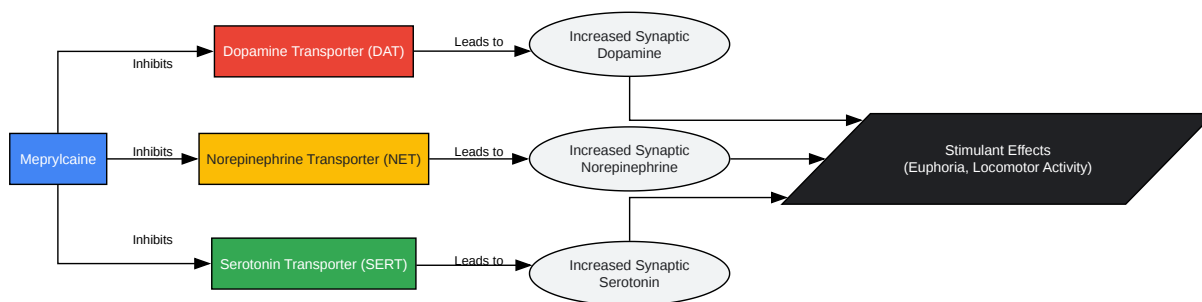 Meprylcaine
Inhibits
Dopamine Transporter (DAT)
Leads to
Increased Synaptic
Dopamine
Inhibits
Norepinephrine Transporter (NET)
Leads to
Increased Synaptic
Norepinephrine
Inhibits
Serotonin Transporter (SERT)
Leads to
Increased Synaptic
Serotonin
Stimulant Effects
(Euphoria, Locomotor Activity)